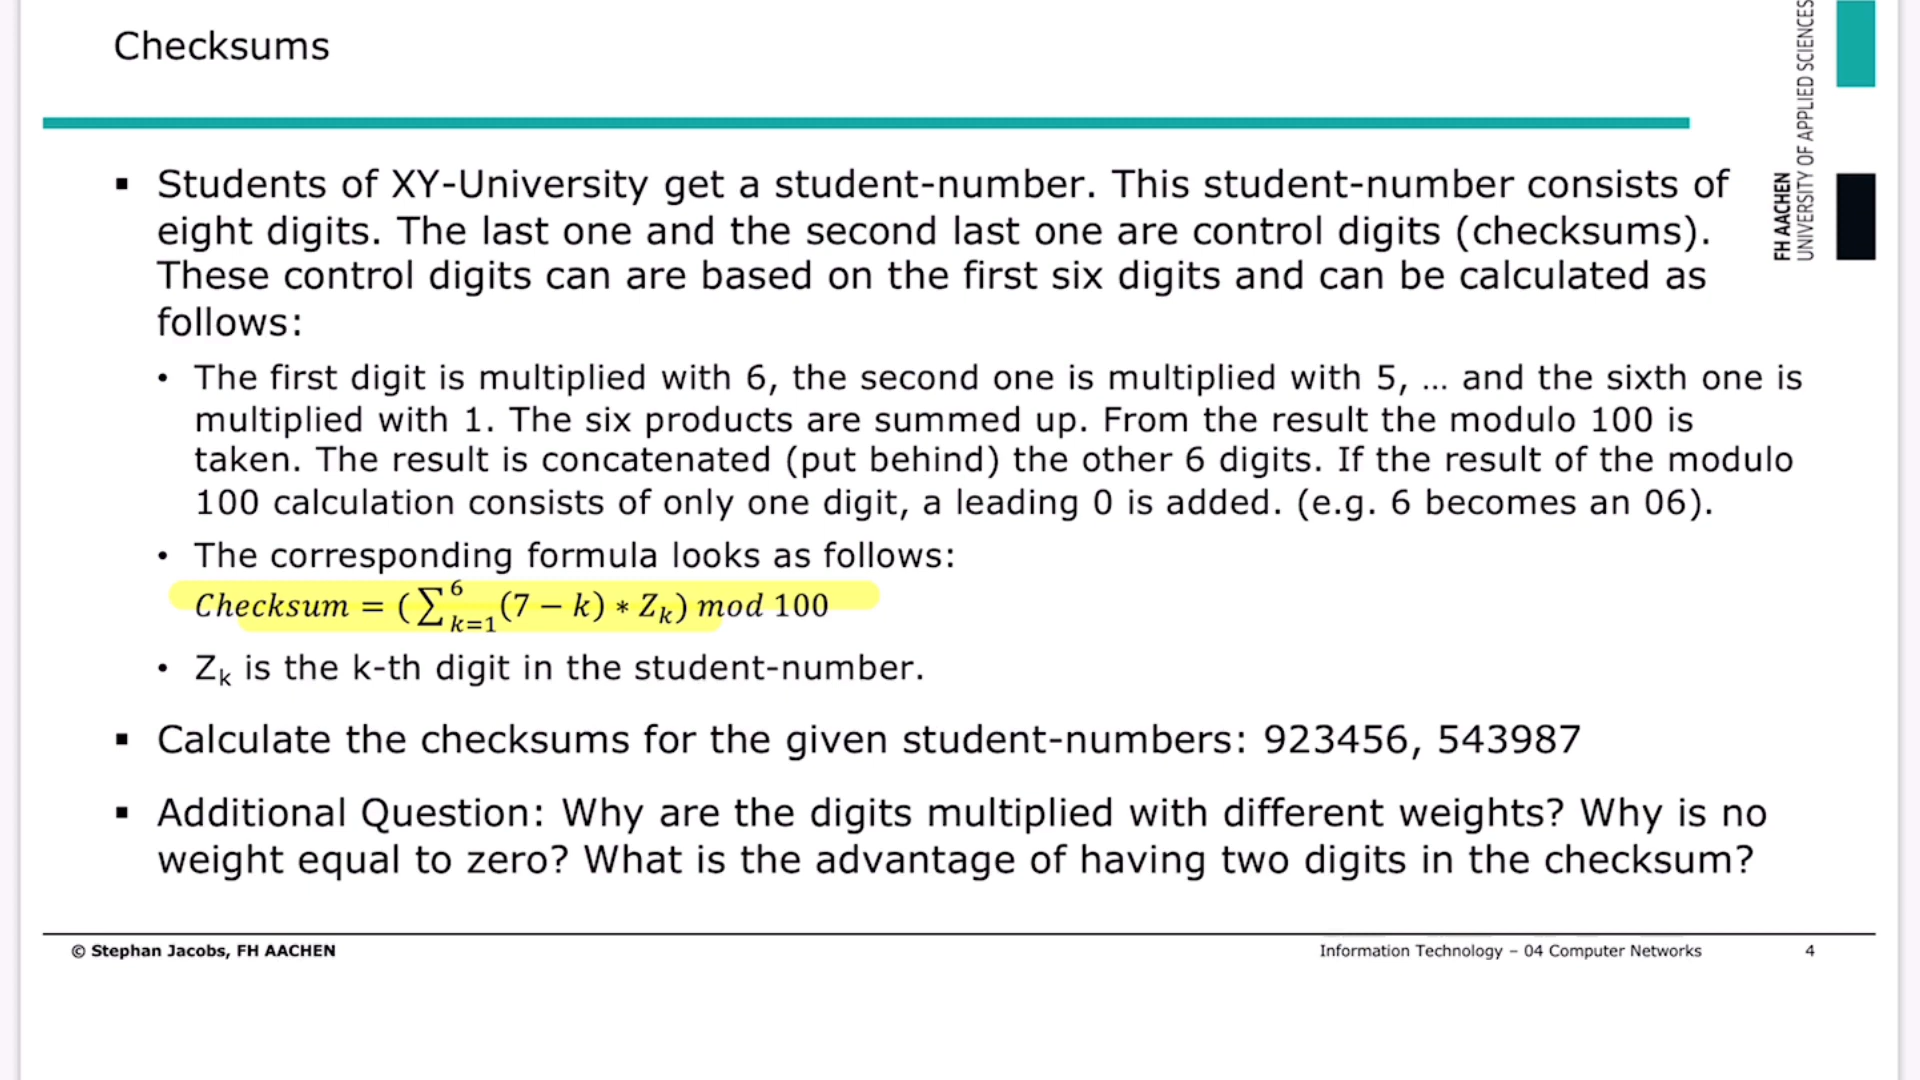 Checksums
FH AACHEN
UNIVERSITY OF APPLIED SCIENCES
▪ Students of XY-University get a student-number. This student-number consists of
eight digits. The last one and the second last one are control digits (checksums).
These control digits can are based on the first six digits and can be calculated as
follows:
• The first digit is multiplied with 6, the second one is multiplied with 5, … and the sixth one is
multiplied with 1. The six products are summed up. From the result the modulo 100 is
taken. The result is concatenated (put behind) the other 6 digits. If the result of the modulo
100 calculation consists of only one digit, a leading 0 is added. (e.g. 6 becomes an 06).
• The corresponding formula looks as follows:
Checksum = (∑⁶ₖ₌₁(7 − k) ∗ Zₖ) mod 100
• Zₖ is the k-th digit in the student-number.
▪ Calculate the checksums for the given student-numbers: 923456, 543987
▪ Additional Question: Why are the digits multiplied with different weights? Why is no
weight equal to zero? What is the advantage of having two digits in the checksum?
© Stephan Jacobs, FH AACHEN
Information Technology – 04 Computer Networks
4